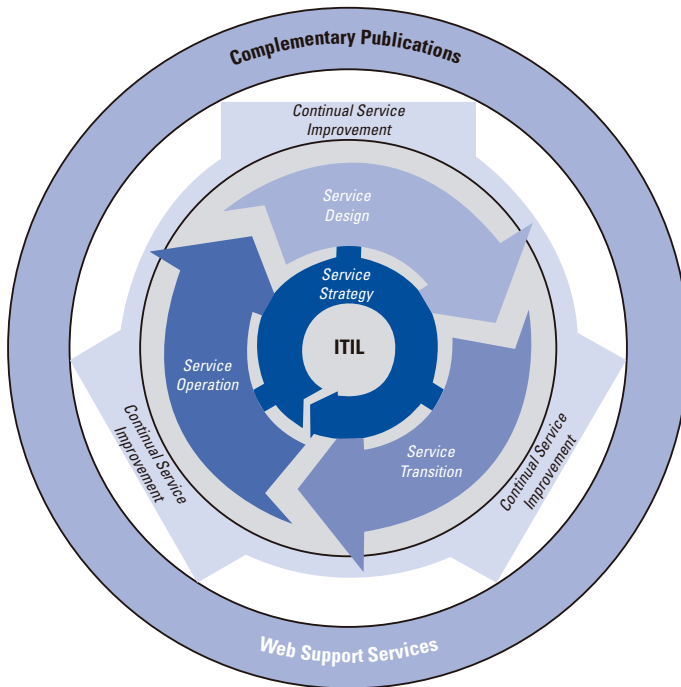 Complementary Publications
Continual Service
Improvement
Service
Design
Service
Strategy
ITIL
Service
Operation
Service
Transition
Continual Service
Improvement
Continual Service
Improvement
Web Support Services